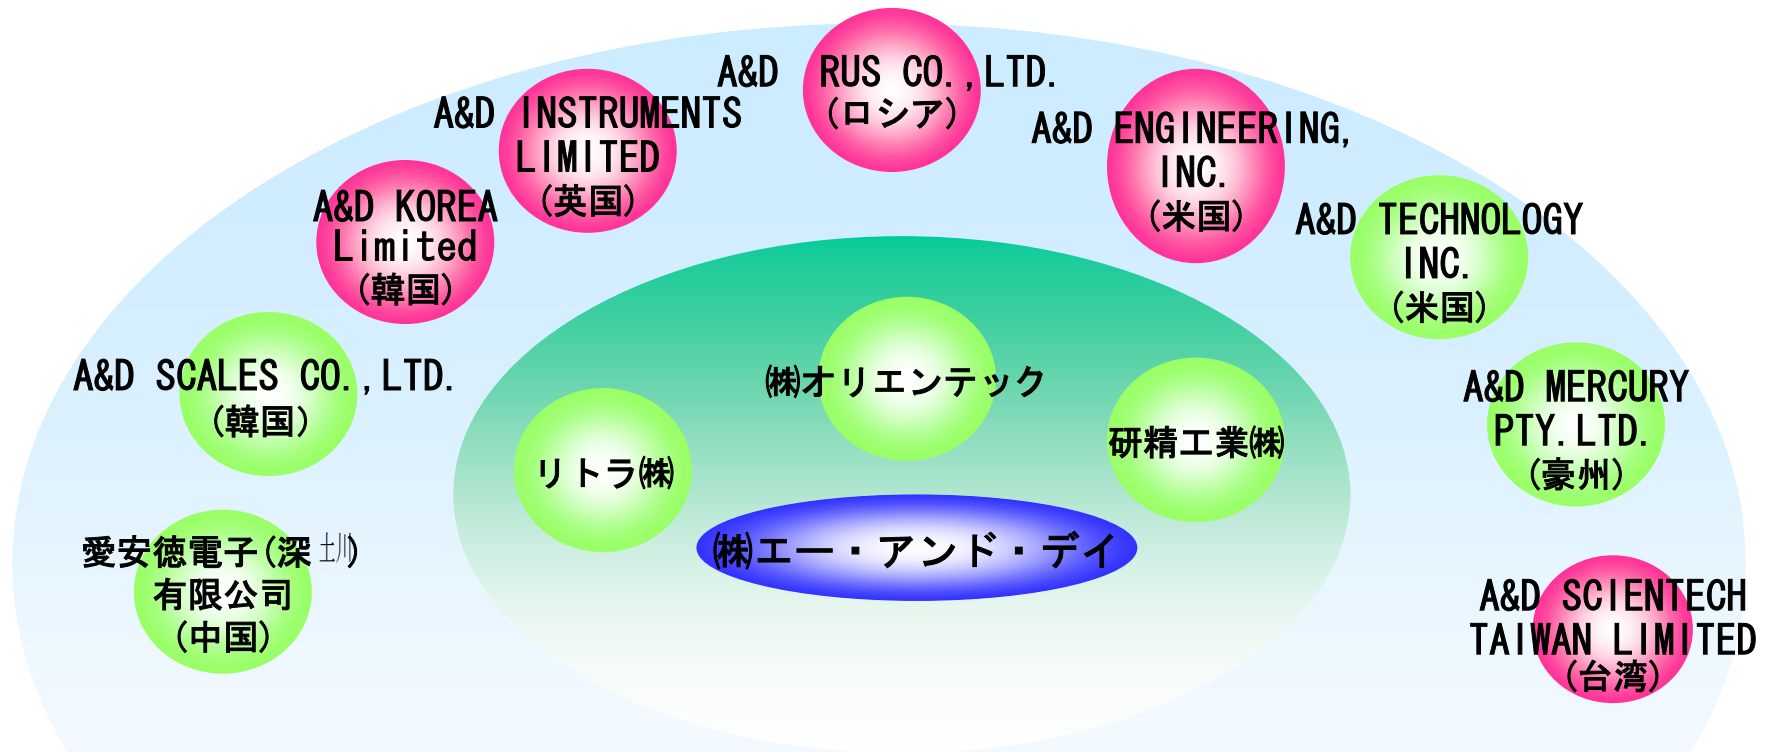 A&D RUS CO.,LTD.
(ロシア)
A&D INSTRUMENTS
LIMITED
(英国)
A&D ENGINEERING,
INC.
(米国)
A&D KOREA
Limited
(韓国)
A&D TECHNOLOGY
INC.
(米国)
A&D SCALES CO.,LTD.
(韓国)
㈱オリエンテック
A&D MERCURY
PTY.LTD.
(豪州)
リトラ㈱
研精工業㈱
㈱エー・アンド・デイ
愛安徳電子(深圳)
有限公司
(中国)
A&D SCIENTECH
TAIWAN LIMITED
(台湾)